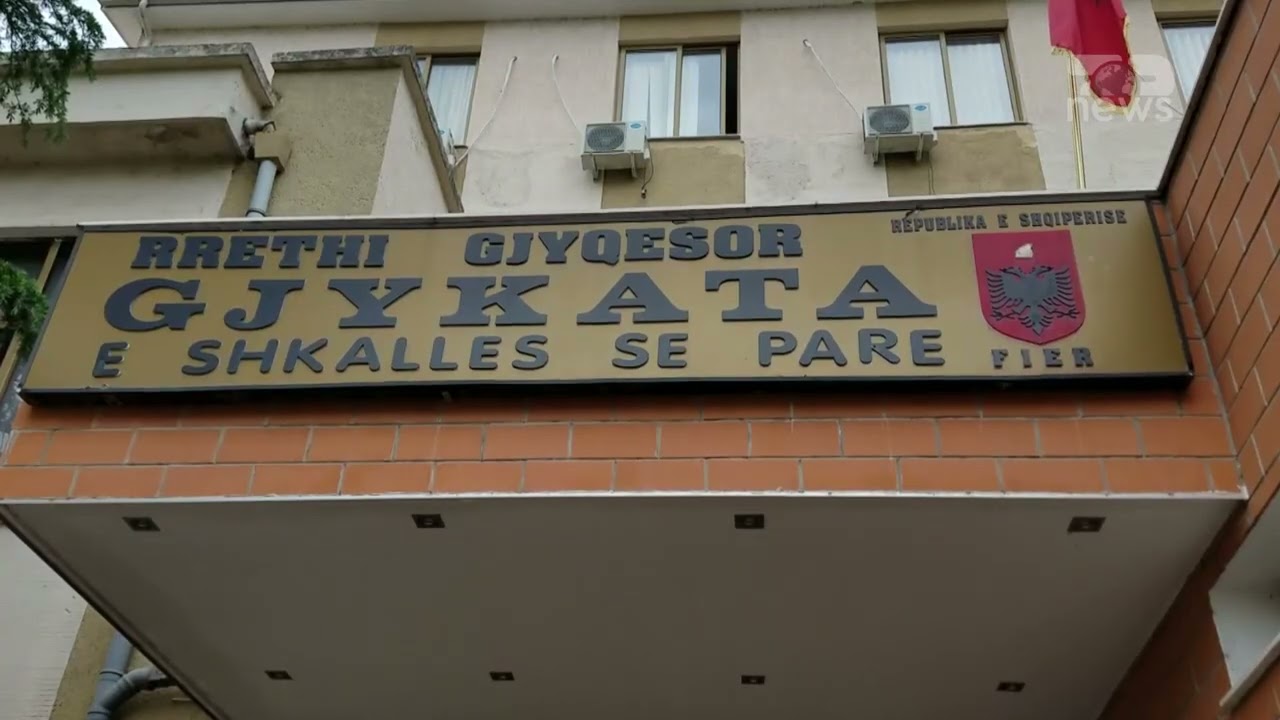 news
REPUBLIKA E SHQIPERISE
RRETHI GJYQESOR
GJYKATA
E SHKALLES SE PARE
FIER